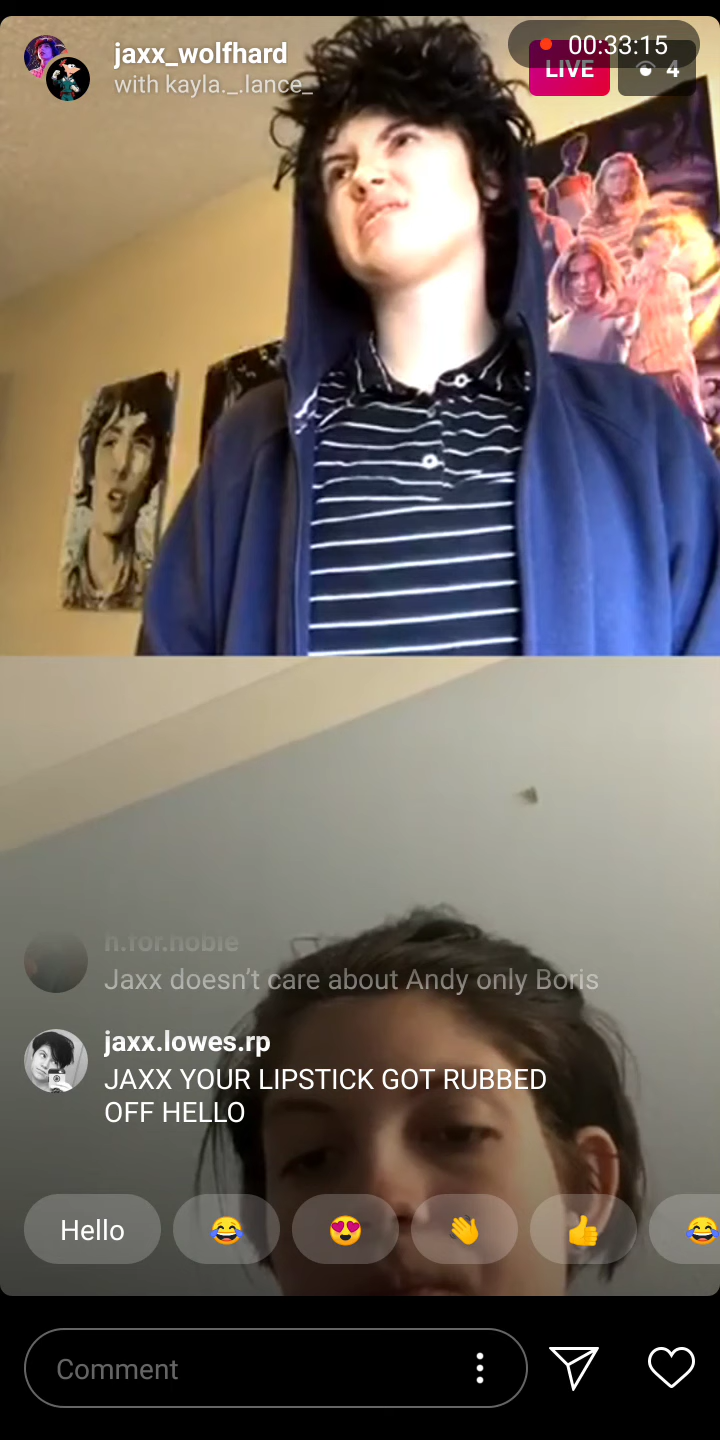 00:33:15
jaxx_wolfhard
with kayla._.lance_
LIVE
4
h.for.hobie
Jaxx doesn't care about Andy only Boris
jaxx.lowes.rp
JAXX YOUR LIPSTICK GOT RUBBED
OFF HELLO
Hello
Comment